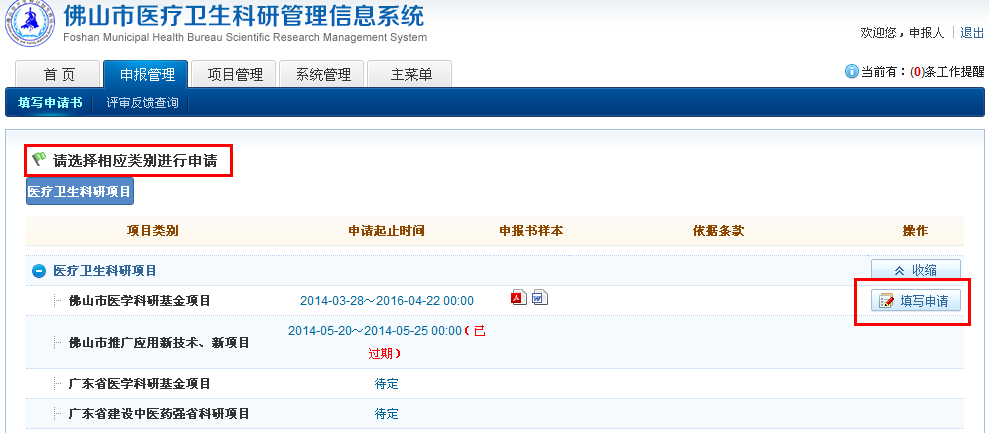 佛山市医疗卫生科研管理信息系统
Foshan Municipal Health Bureau Scientific Research Management System
欢迎您，申报人 | 退出
首 页 申报管理 项目管理 系统管理 主菜单
当前有：(0)条工作提醒
填写申请书 评审反馈查询
请选择相应类别进行申请
医疗卫生科研项目
项目类别 申请起止时间 申报书样本 依据条款 操作
医疗卫生科研项目 收缩
佛山市医学科研基金项目 2014-03-28～2016-04-22 00:00 填写申请
佛山市推广应用新技术、新项目 2014-05-20～2014-05-25 00:00(已
过期)
广东省医学科研基金项目 待定
广东省建设中医药强省科研项目 待定